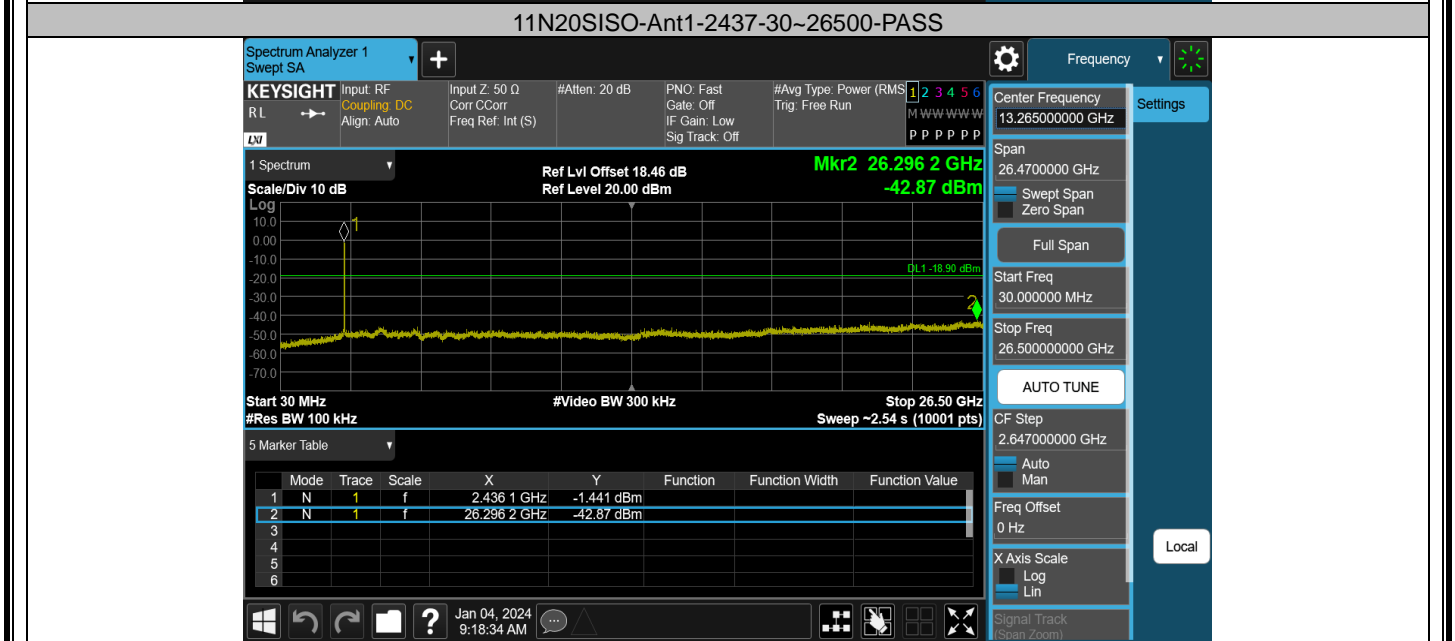 11N20SISO-Ant1-2437-30~26500-PASS
Spectrum Analyzer 1
Swept SA
Frequency
KEYSIGHT
RL
LXI
Input: RF
Coupling: DC
Align: Auto
Input Z: 50 Ω
Corr CCorr
Freq Ref: Int (S)
#Atten: 20 dB
PNO: Fast
Gate: Off
IF Gain: Low
Sig Track: Off
#Avg Type: Power (RMS
Trig: Free Run
1 2 3 4 5 6
M W W W W W
P P P P P P
1 Spectrum
Scale/Div 10 dB
Ref Lvl Offset 18.46 dB
Ref Level 20.00 dBm
Mkr2 26.296 2 GHz
-42.87 dBm
Log
10.0
0.00
-10.0
-20.0
-30.0
-40.0
-50.0
-60.0
-70.0
1
DL1 -18.90 dBm
2
Start 30 MHz
#Video BW 300 kHz
Stop 26.50 GHz
#Res BW 100 kHz
Sweep ~2.54 s (10001 pts)
5 Marker Table
Mode Trace Scale X Y Function Function Width Function Value
1 N 1 f 2.436 1 GHz -1.441 dBm
2 N 1 f 26.296 2 GHz -42.87 dBm
3
4
5
6
Jan 04, 2024
9:18:34 AM
Center Frequency
13.265000000 GHz
Settings
Span
26.4700000 GHz
Swept Span
Zero Span
Full Span
Start Freq
30.000000 MHz
Stop Freq
26.500000000 GHz
AUTO TUNE
CF Step
2.647000000 GHz
Auto
Man
Freq Offset
0 Hz
X Axis Scale
Log
Lin
Signal Track
(Span Zoom)
Local